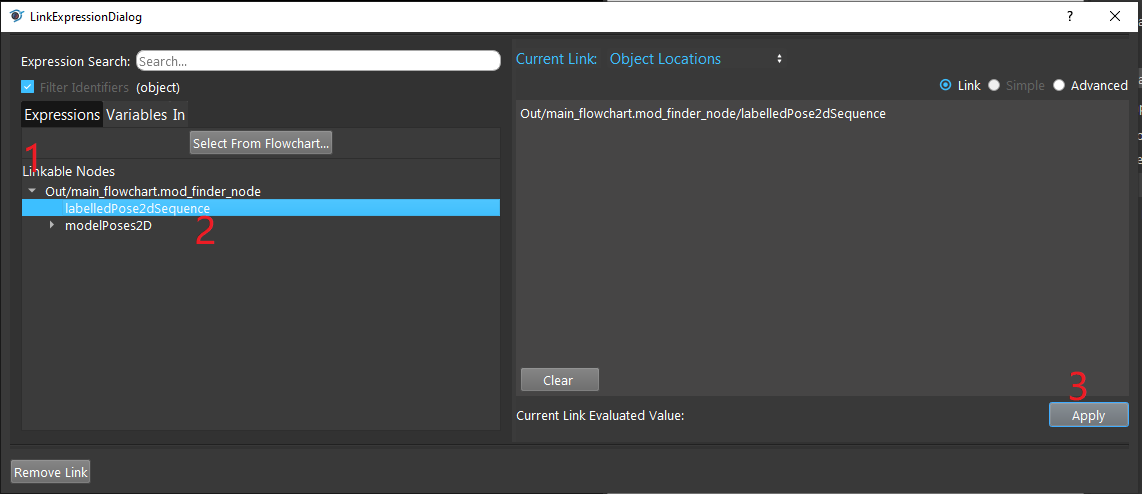 LinkExpressionDialog
?
Expression Search:
Search...
Filter Identifiers (object)
Expressions Variables In
Select From Flowchart...
1
Linkable Nodes
Out/main_flowchart.mod_finder_node
labelledPose2dSequence
2
modelPoses2D
Current Link: Object Locations
Link Simple Advanced
Out/main_flowchart.mod_finder_node/labelledPose2dSequence
Clear
3
Current Link Evaluated Value:
Apply
Remove Link